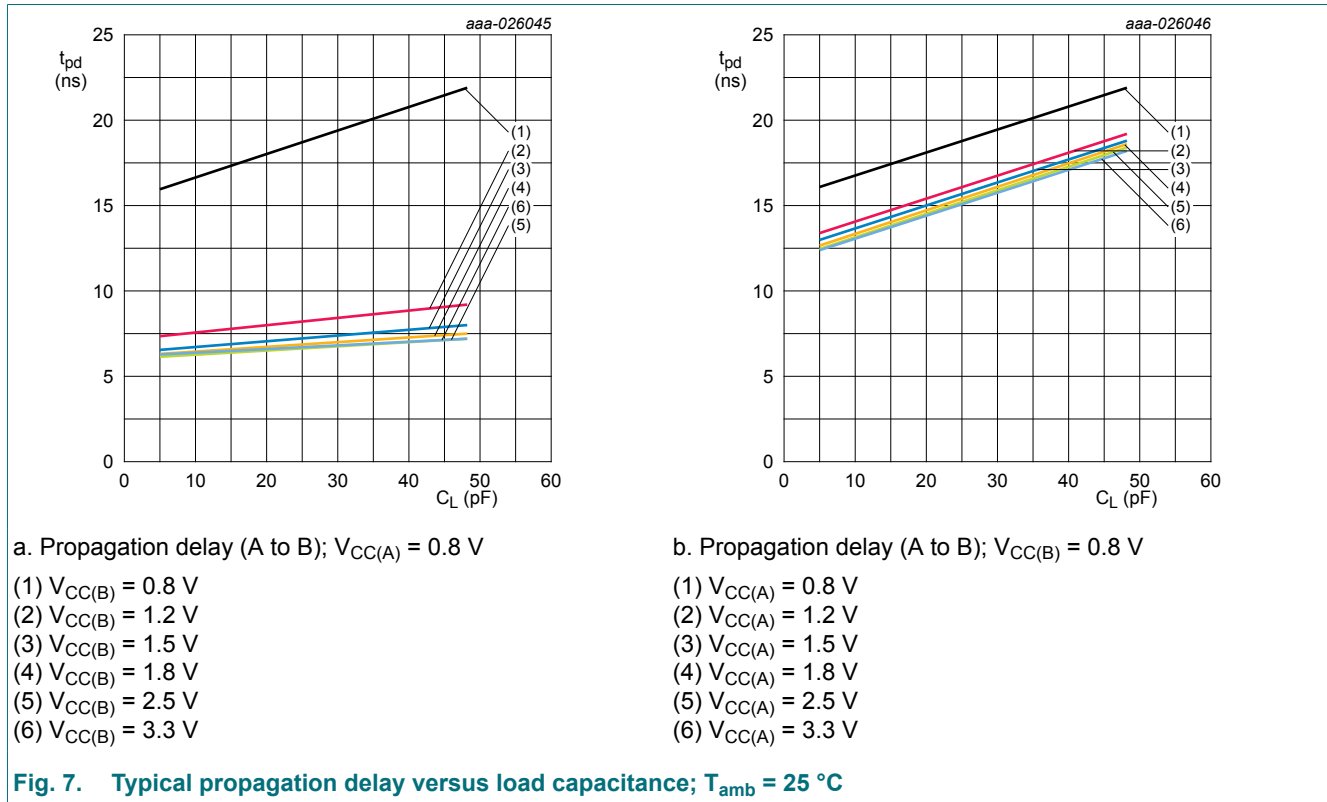 aaa-026045
25
20
15
10
5
0
tpd
(ns)
(1)
(2)
(3)
(4)
(6)
(5)
0 10 20 30 40 50 60
CL (pF)
a. Propagation delay (A to B); VCC(A) = 0.8 V
(1) VCC(B) = 0.8 V
(2) VCC(B) = 1.2 V
(3) VCC(B) = 1.5 V
(4) VCC(B) = 1.8 V
(5) VCC(B) = 2.5 V
(6) VCC(B) = 3.3 V
aaa-026046
25
20
15
10
5
0
tpd
(ns)
(1)
(2)
(3)
(4)
(5)
(6)
0 10 20 30 40 50 60
CL (pF)
b. Propagation delay (A to B); VCC(B) = 0.8 V
(1) VCC(A) = 0.8 V
(2) VCC(A) = 1.2 V
(3) VCC(A) = 1.5 V
(4) VCC(A) = 1.8 V
(5) VCC(A) = 2.5 V
(6) VCC(A) = 3.3 V
Fig. 7. Typical propagation delay versus load capacitance; Tamb = 25 °C